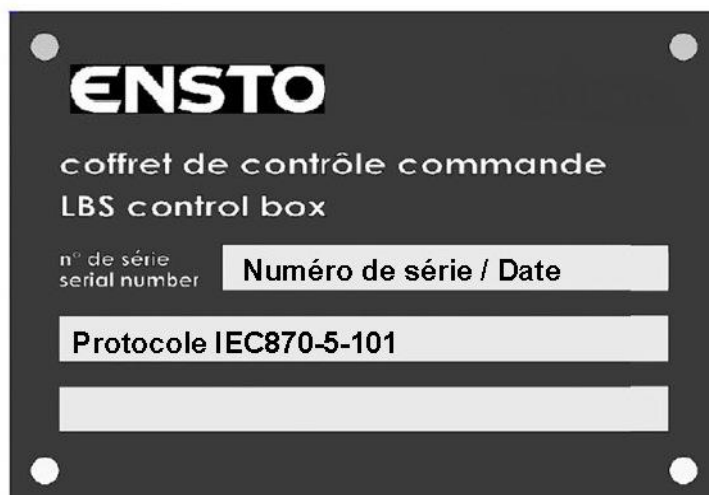 ENSTO
coffret de contrôle commande
LBS control box
n° de série
serial number
Numéro de série / Date
Protocole IEC870-5-101